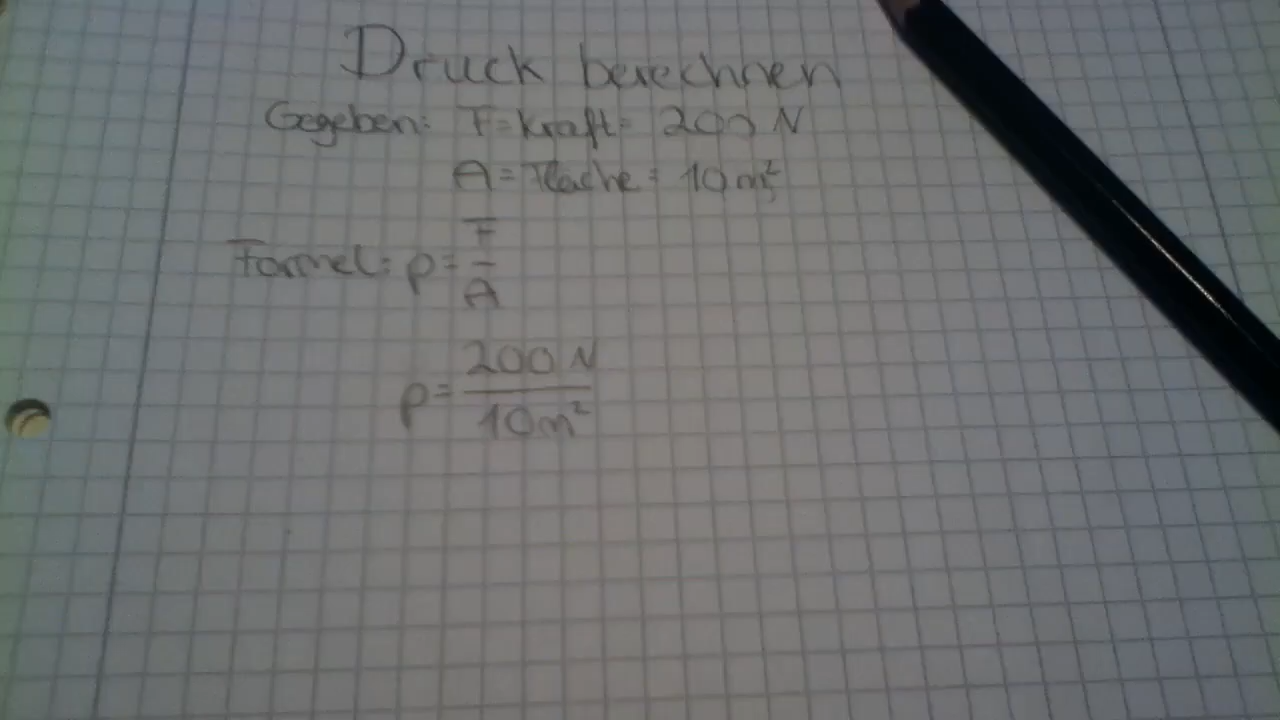 Druck berechnen
Gegeben: F=Kraft= 200 N
A = Fläche = 10 m²
Formel: p = F/A
p = 200 N / 10 m²